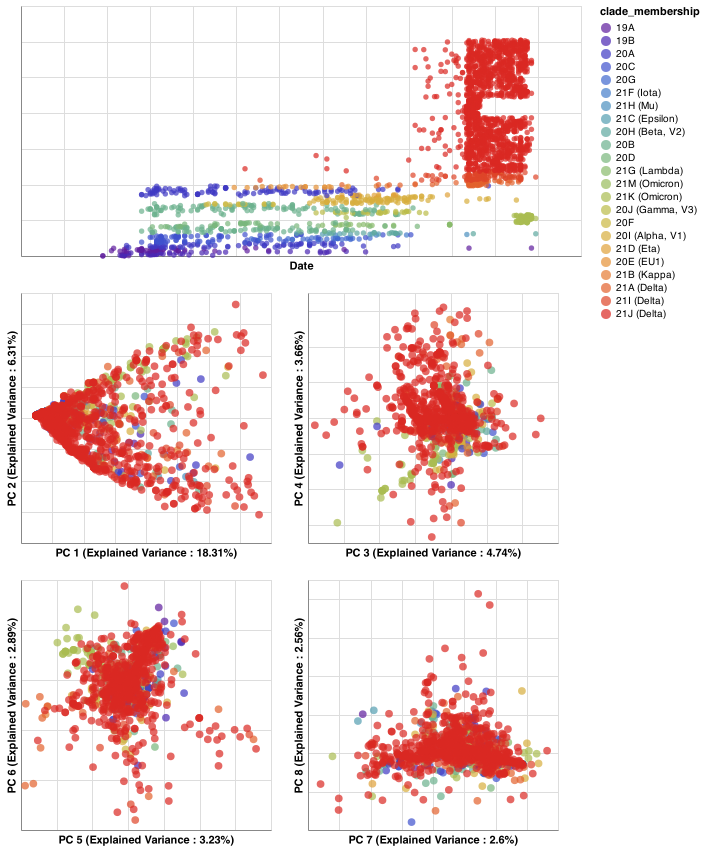 clade_membership
19A
19B
20A
20C
20G
21F (Iota)
21H (Mu)
21C (Epsilon)
20H (Beta, V2)
20B
20D
21G (Lambda)
21M (Omicron)
21K (Omicron)
20J (Gamma, V3)
20F
20I (Alpha, V1)
21D (Eta)
20E (EU1)
21B (Kappa)
21A (Delta)
21I (Delta)
21J (Delta)
Date
PC 2 (Explained Variance : 6.31%)
PC 1 (Explained Variance : 18.31%)
PC 4 (Explained Variance : 3.66%)
PC 3 (Explained Variance : 4.74%)
PC 6 (Explained Variance : 2.89%)
PC 5 (Explained Variance : 3.23%)
PC 8 (Explained Variance : 2.56%)
PC 7 (Explained Variance : 2.6%)